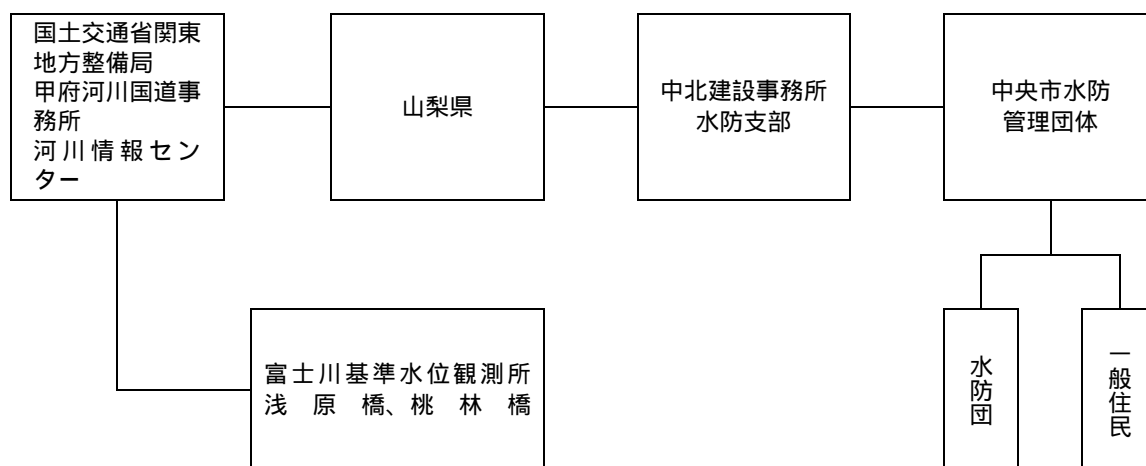 国土交通省関東
地方整備局
甲府河川国道事
務所
河川情報セン
ター
山梨県
中北建設事務所
水防支部
中央市水防
管理団体
富士川基準水位観測所
浅原橋、桃林橋
水防団
一般住民